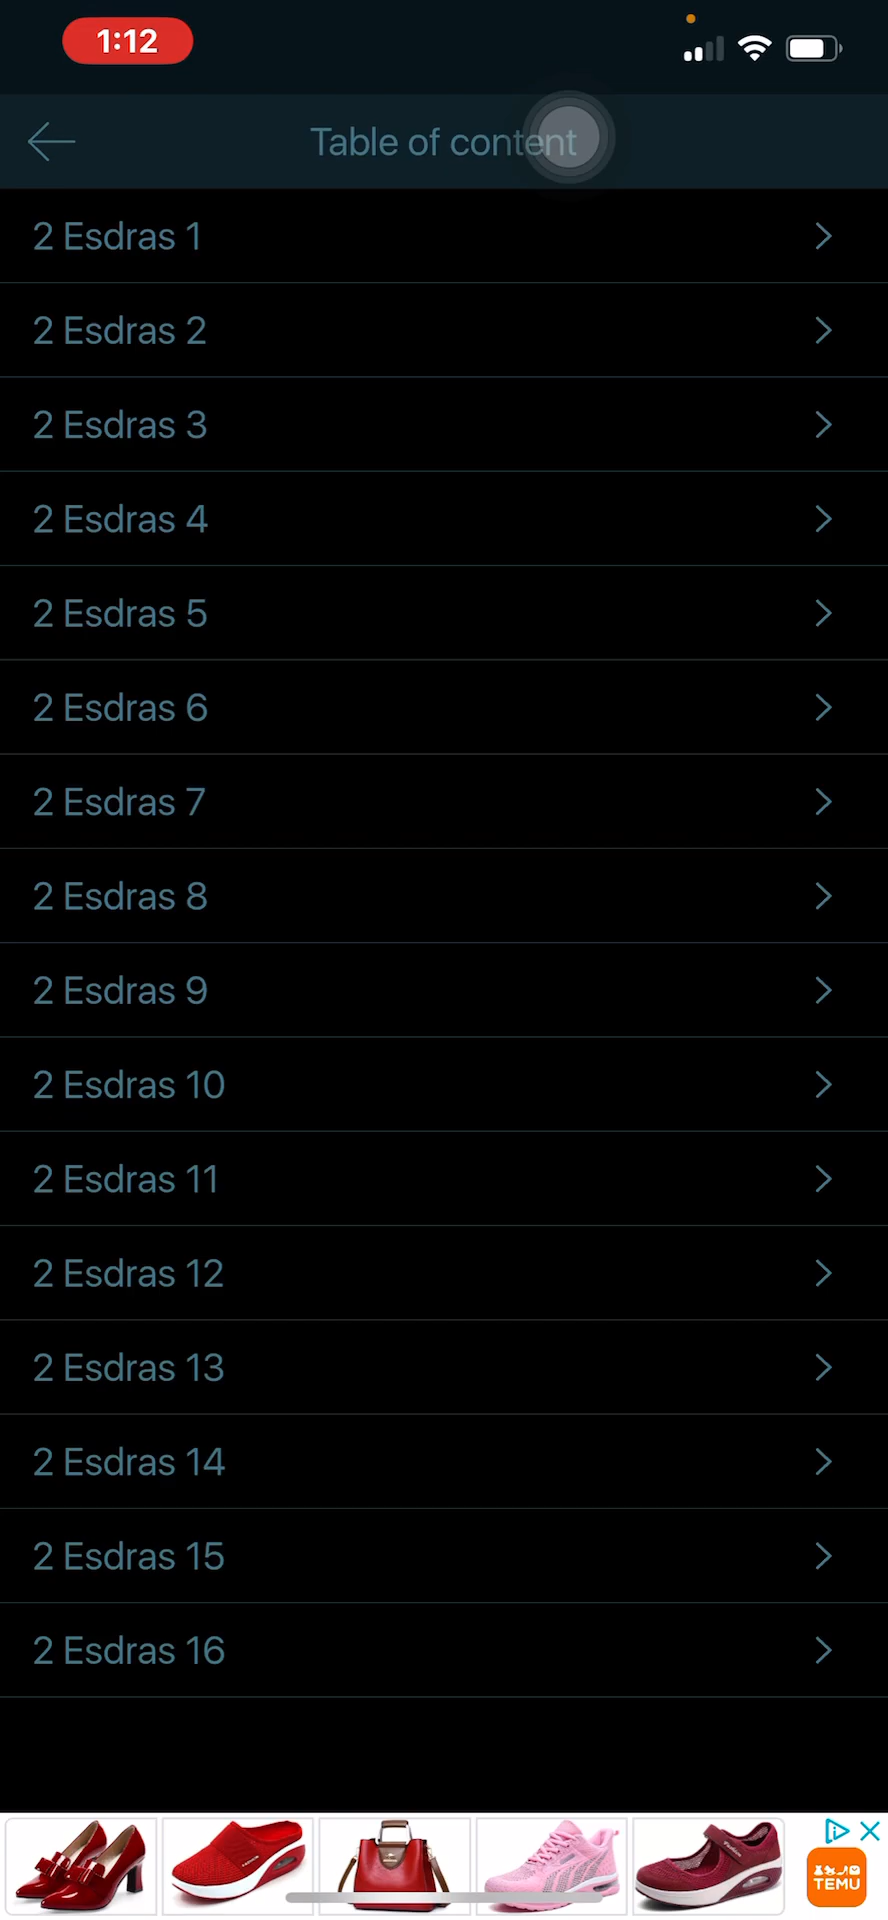 1:12
Table of content
2 Esdras 1
2 Esdras 2
2 Esdras 3
2 Esdras 4
2 Esdras 5
2 Esdras 6
2 Esdras 7
2 Esdras 8
2 Esdras 9
2 Esdras 10
2 Esdras 11
2 Esdras 12
2 Esdras 13
2 Esdras 14
2 Esdras 15
2 Esdras 16
TEMU